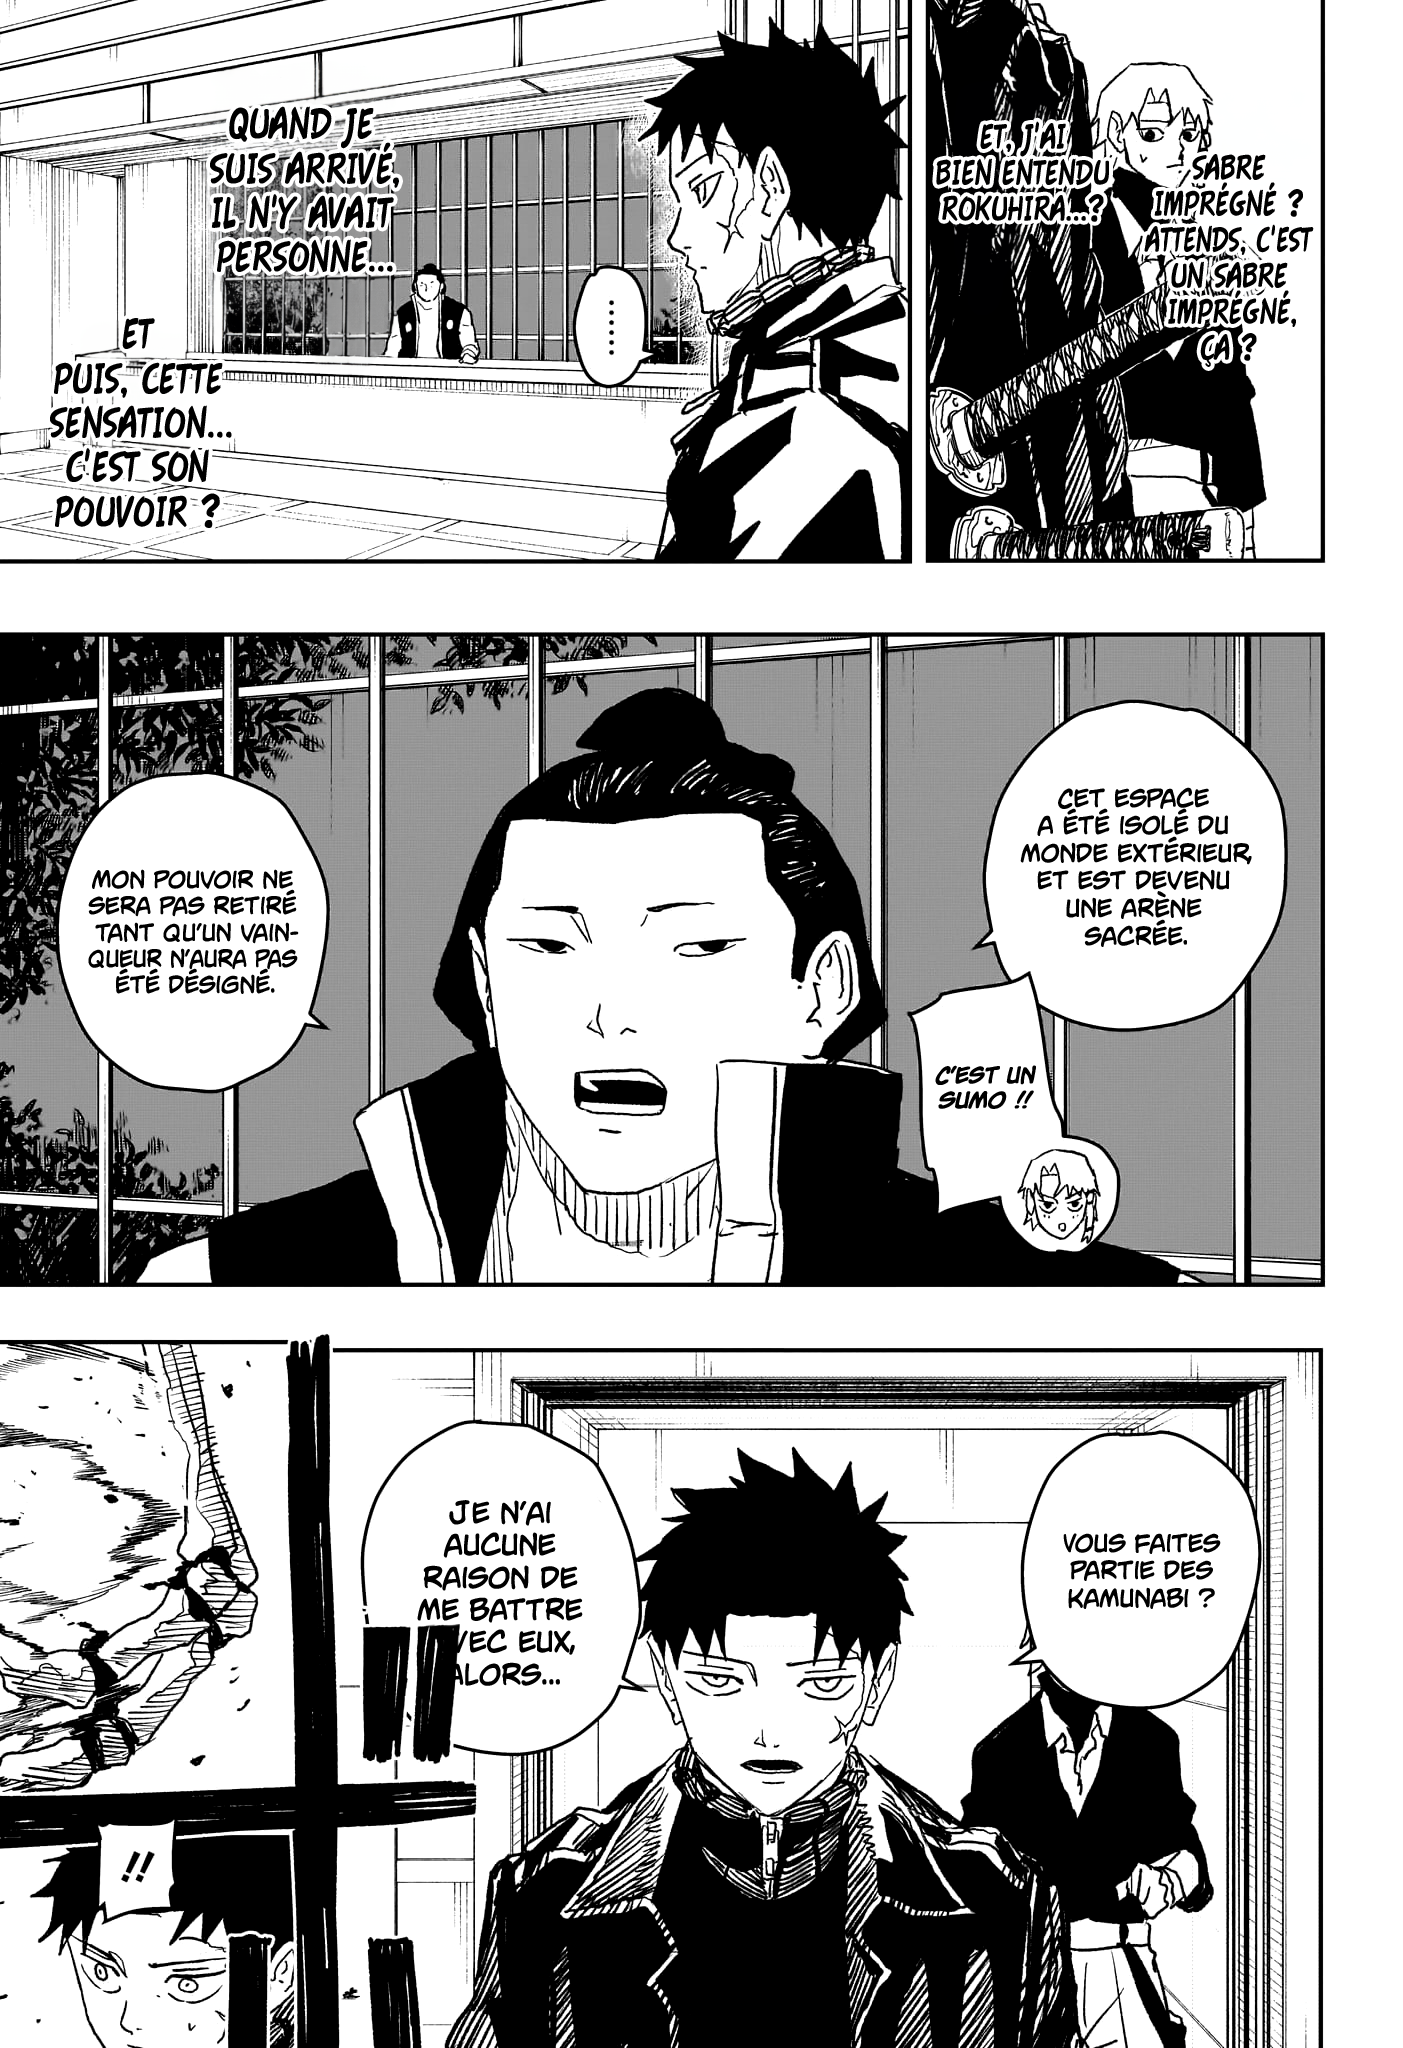 ET, J'AI
BIEN ENTENDU
ROKUHIRA...?
SABRE
IMPRÉGNÉ ?
ATTENDS, C'EST
UN SABRE
IMPRÉGNÉ,
ÇA ?
QUAND JE
SUIS ARRIVÉ,
IL N'Y AVAIT
PERSONNE...
......
ET
PUIS, CETTE
SENSATION...
C'EST SON
POUVOIR ?
CET ESPACE
A ÉTÉ ISOLÉ DU
MONDE EXTÉRIEUR,
ET EST DEVENU
UNE ARÈNE
SACRÉE.
C'EST UN
SUMO !!
MON POUVOIR NE
SERA PAS RETIRÉ
TANT QU'UN VAIN-
QUEUR N'AURA PAS
ÉTÉ DÉSIGNÉ.
VOUS FAITES
PARTIE DES
KAMUNABI ?
JE N'AI
AUCUNE
RAISON DE
ME BATTRE
VEC EUX,
ALORS...
!!